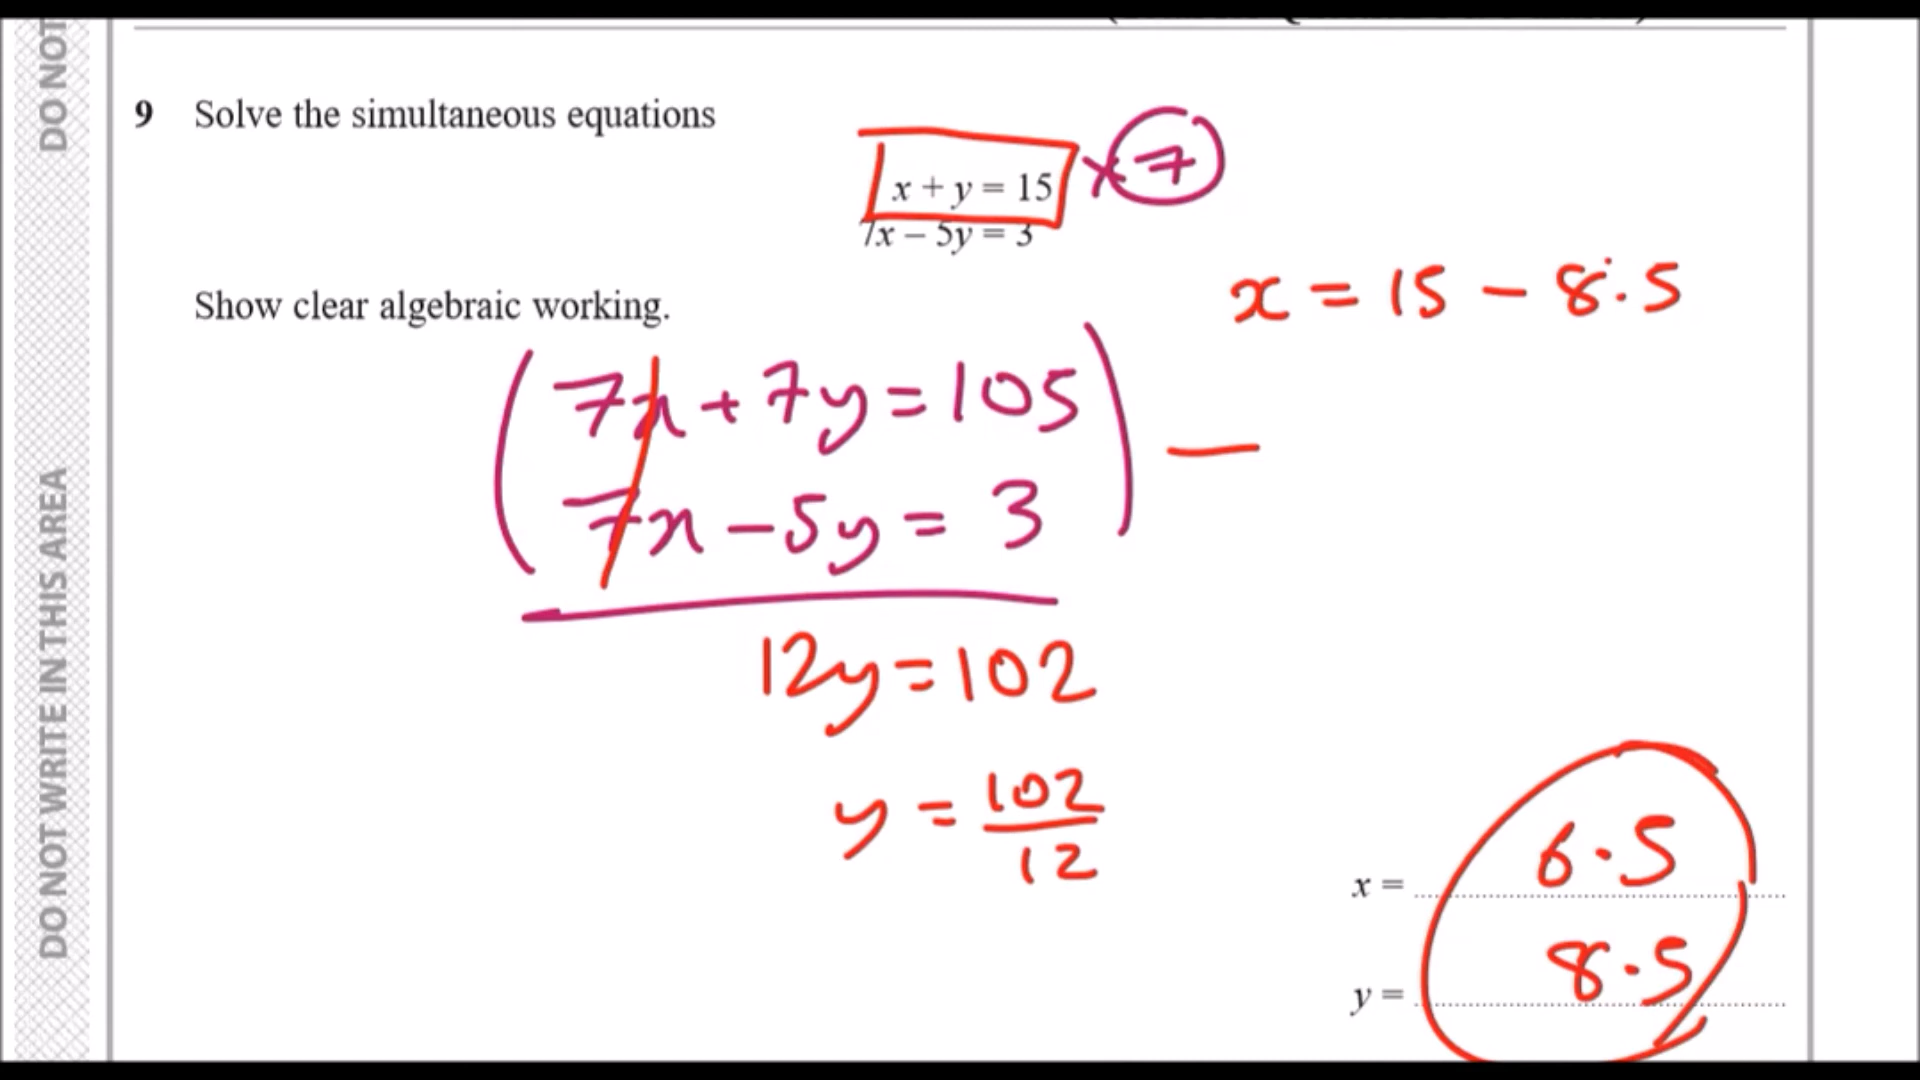 DO NOT
9 Solve the simultaneous equations
x + y = 15 ×7
7x − 5y = 3
x = 15 − 8.5
Show clear algebraic working.
7x + 7y = 105
7x − 5y = 3
—
12y = 102
y = 102/12
x = 6.5
y = 8.5
DO NOT WRITE IN THIS AREA